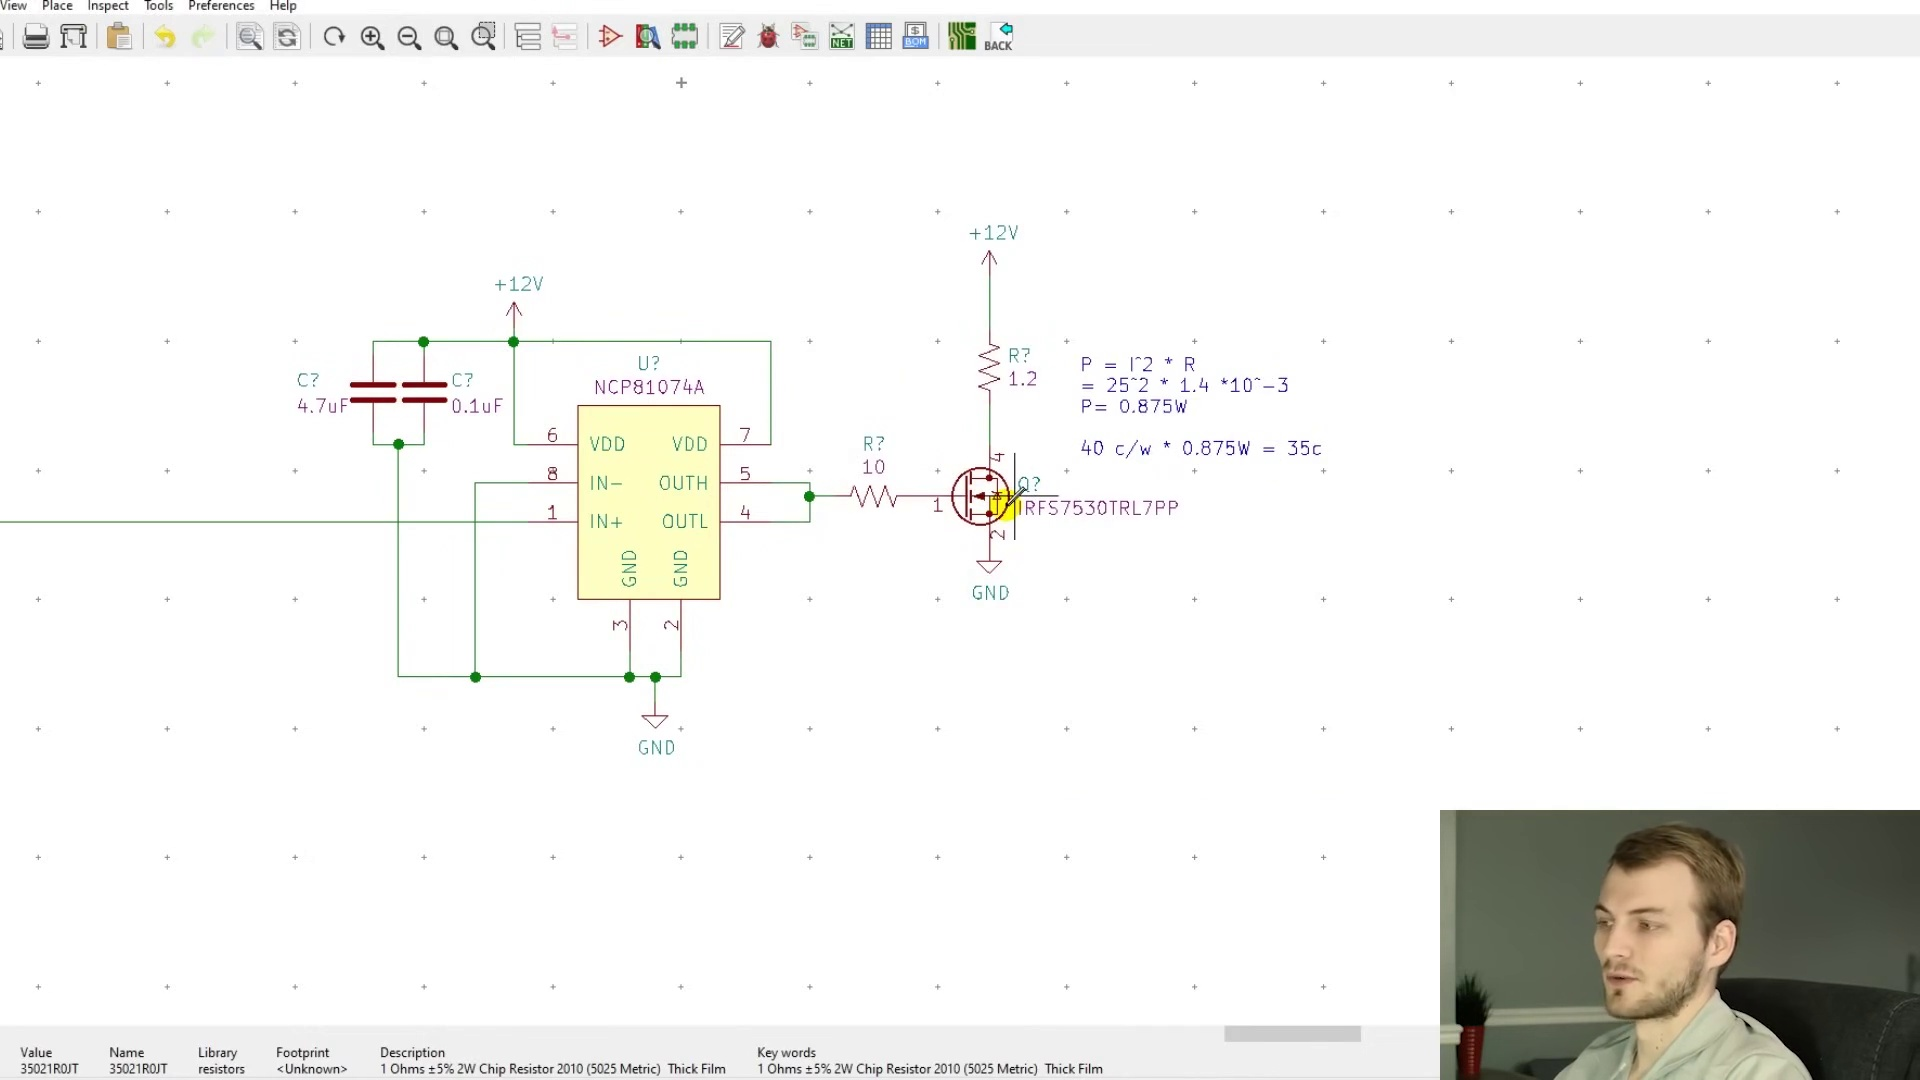 View Place Inspect Tools Preferences Help
NET
BOM
BACK
+12V
+12V
C?
4.7uF
C?
0.1uF
U?
NCP81074A
6 VDD VDD 7
8 IN- OUTH 5
1 IN+ OUTL 4
GND GND
3 2
GND
R?
10
R?
1.2
P = I^2 * R
= 25^2 * 1.4 *10^-3
P= 0.875W
40 c/w * 0.875W = 35c
4
Q?
1
IRFS7530TRL7PP
2
GND
Value Name Library Footprint Description Key words
35021R0JT 35021R0JT resistors <Unknown> 1 Ohms ±5% 2W Chip Resistor 2010 (5025 Metric) Thick Film 1 Ohms ±5% 2W Chip Resistor 2010 (5025 Metric) Thick Film